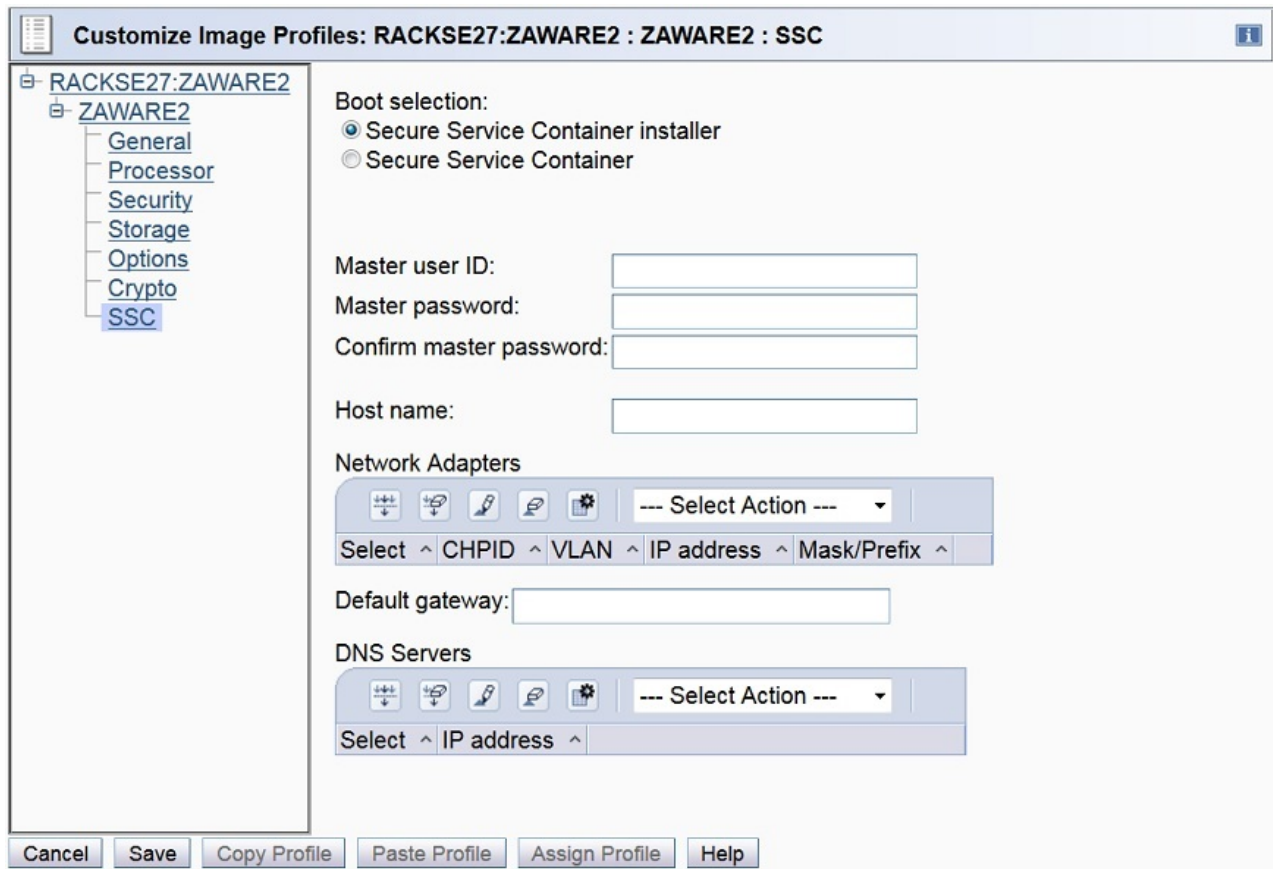 Customize Image Profiles: RACKSE27:ZAWARE2 : ZAWARE2 : SSC
i
RACKSE27:ZAWARE2
ZAWARE2
General
Processor
Security
Storage
Options
Crypto
SSC
Boot selection:
Secure Service Container installer
Secure Service Container
Master user ID:
Master password:
Confirm master password:
Host name:
Network Adapters
--- Select Action ---
Select ^ CHPID ^ VLAN ^ IP address ^ Mask/Prefix ^
Default gateway:
DNS Servers
--- Select Action ---
Select ^ IP address ^
Cancel Save Copy Profile Paste Profile Assign Profile Help